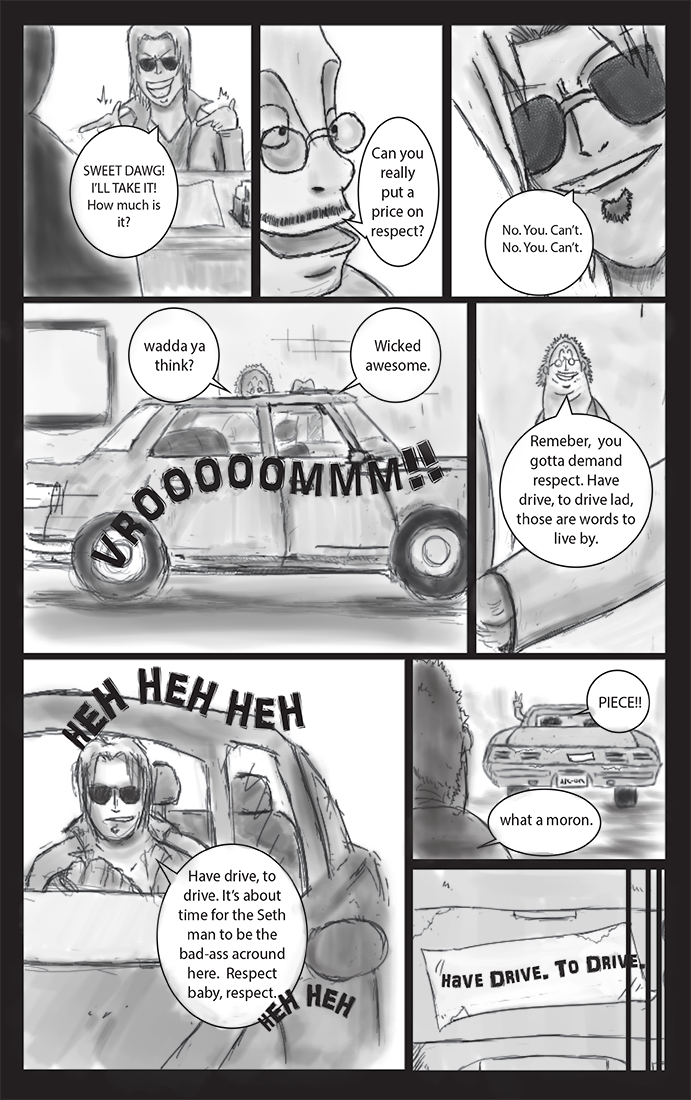 SWEET DAWG!
I'LL TAKE IT!
How much is
it?
Can you
really
put a
price on
respect?
No. You. Can't.
No. You. Can't.
wadda ya
think?
Wicked
awesome.
VROOOOOMMM!!
Remeber, you
gotta demand
respect. Have
drive, to drive lad,
those are words to
live by.
HEH HEH HEH
Have drive, to
drive. It's about
time for the Seth
man to be the
bad-ass acround
here. Respect
baby, respect.
HEH HEH
PIECE!!
what a moron.
HAVE DRIVE. TO DRIVE.